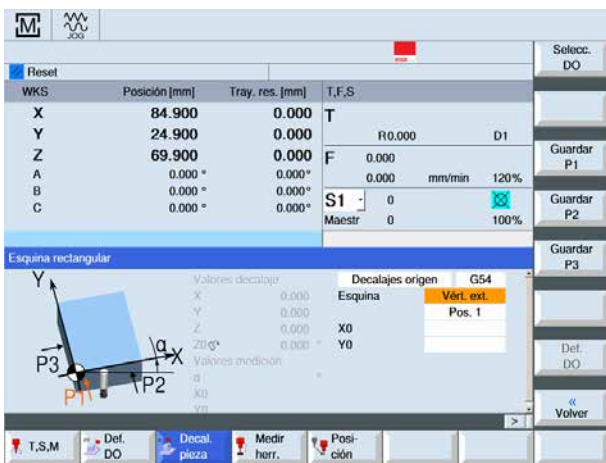 M
JOG
Selecc.
DO
Reset
WKS Posición [mm] Tray. res. [mm] T,F,S
X 84.900 0.000 T
Y 24.900 0.000 R0.000 D1
Z 69.900 0.000 F 0.000
A 0.000 ° 0.000° 0.000 mm/min 120%
B 0.000 ° 0.000° S1 0
C 0.000 ° 0.000° Maestr 0 100%
Guardar
P1
Guardar
P2
Guardar
P3
Esquina rectangular
Y
X
α
P3
P1
P2
Valores decalaje
X 0.000
Y 0.000
Z 0.000
0.000 °
Valores medición
α °
X0
Y0
Decalajes origen G54
Esquina Vért. ext.
Pos. 1
X0
Y0
Def.
DO
«
Volver
>
T,S,M
Def.
DO
Decal.
pieza
Medir
herr.
Posi-
ción